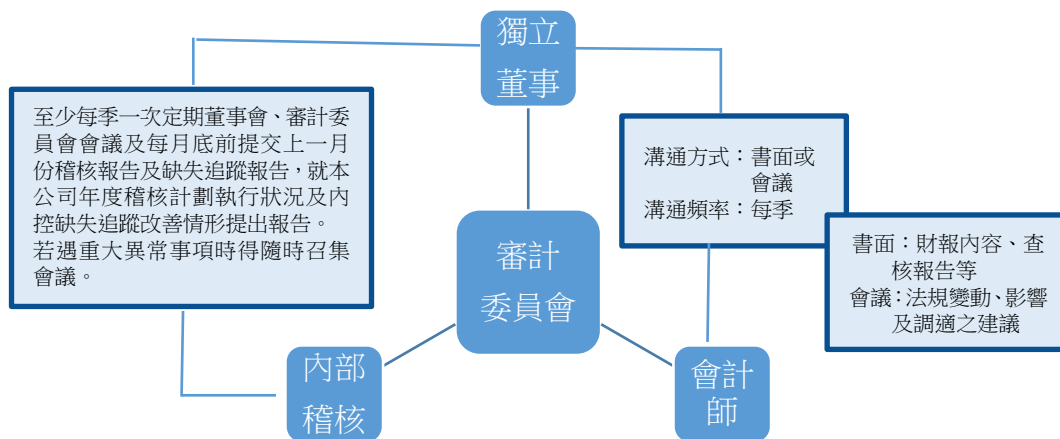 獨立
董事
至少每季一次定期董事會、審計委
員會會議及每月底前提交上一月
份稽核報告及缺失追蹤報告，就本
公司年度稽核計劃執行狀況及內
控缺失追蹤改善情形提出報告。
若遇重大異常事項時得隨時召集
會議。
溝通方式：書面或
會議
溝通頻率：每季
書面：財報內容、查
核報告等
會議：法規變動、影響
及調適之建議
審計
委員會
內部
稽核
會計
師